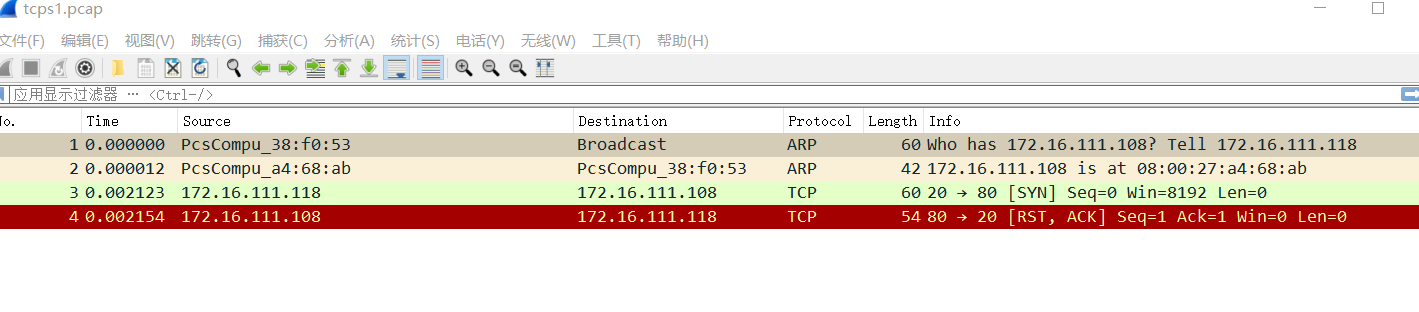 tcps1.pcap
文件(F) 编辑(E) 视图(V) 跳转(G) 捕获(C) 分析(A) 统计(S) 电话(Y) 无线(W) 工具(T) 帮助(H)
应用显示过滤器 … <Ctrl-/>
No. Time Source Destination Protocol Length Info
1 0.000000 PcsCompu_38:f0:53 Broadcast ARP 60 Who has 172.16.111.108? Tell 172.16.111.118
2 0.000012 PcsCompu_a4:68:ab PcsCompu_38:f0:53 ARP 42 172.16.111.108 is at 08:00:27:a4:68:ab
3 0.002123 172.16.111.118 172.16.111.108 TCP 60 20 → 80 [SYN] Seq=0 Win=8192 Len=0
4 0.002154 172.16.111.108 172.16.111.118 TCP 54 80 → 20 [RST, ACK] Seq=1 Ack=1 Win=0 Len=0